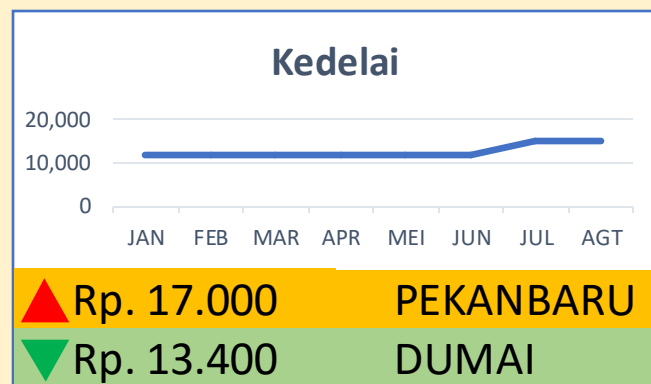 Kedelai
20,000
10,000
0
JAN FEB MAR APR MEI JUN JUL AGT
Rp. 17.000 PEKANBARU
Rp. 13.400 DUMAI